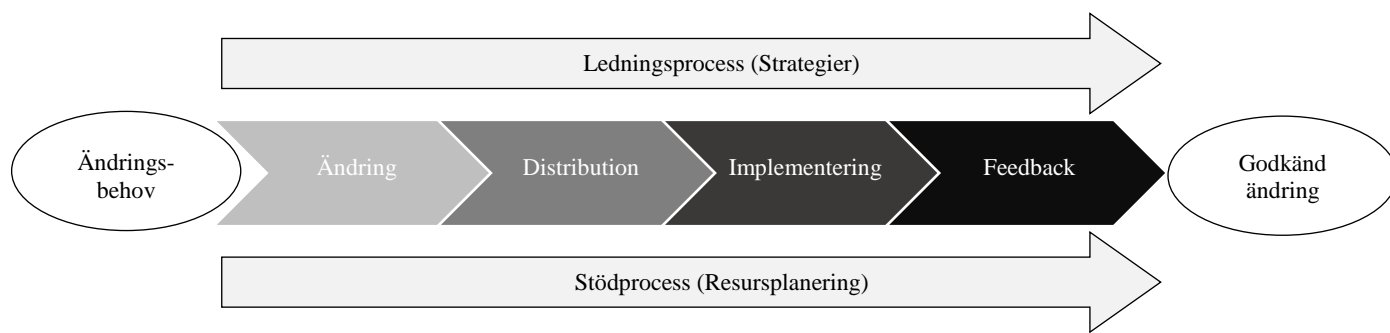 Ledningsprocess (Strategier)
Ändrings-
behov
Ändring
Distribution
Implementering
Feedback
Godkänd
ändring
Stödprocess (Resursplanering)